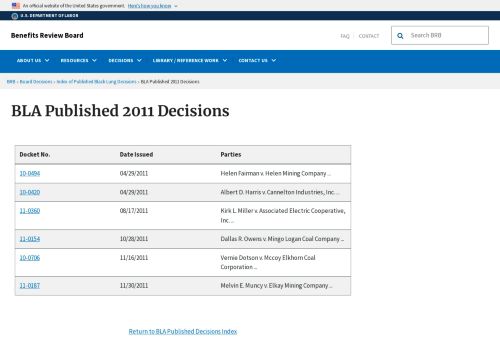 An official website of the United States government. Here's how you know
U.S. DEPARTMENT OF LABOR
Benefits Review Board
FAQ CONTACT
Search BRB
ABOUT US RESOURCES DECISIONS LIBRARY / REFERENCE WORK CONTACT US
BRB » Board Decisions » Index of Published Black Lung Decisions » BLA Published 2011 Decisions
BLA Published 2011 Decisions
Docket No. Date Issued Parties
10-0494 04/29/2011 Helen Fairman v. Helen Mining Company ...
10-0420 04/29/2011 Albert D. Harris v. Cannelton Industries, Inc. ...
11-0360 08/17/2011 Kirk L. Miller v. Associated Electric Cooperative,
Inc. ...
11-0154 10/28/2011 Dallas R. Owens v. Mingo Logan Coal Company ...
10-0706 11/16/2011 Vernie Dotson v. Mccoy Elkhorn Coal
Corporation ...
11-0187 11/30/2011 Melvin E. Muncy v. Elkay Mining Company ...
Return to BLA Published Decisions Index